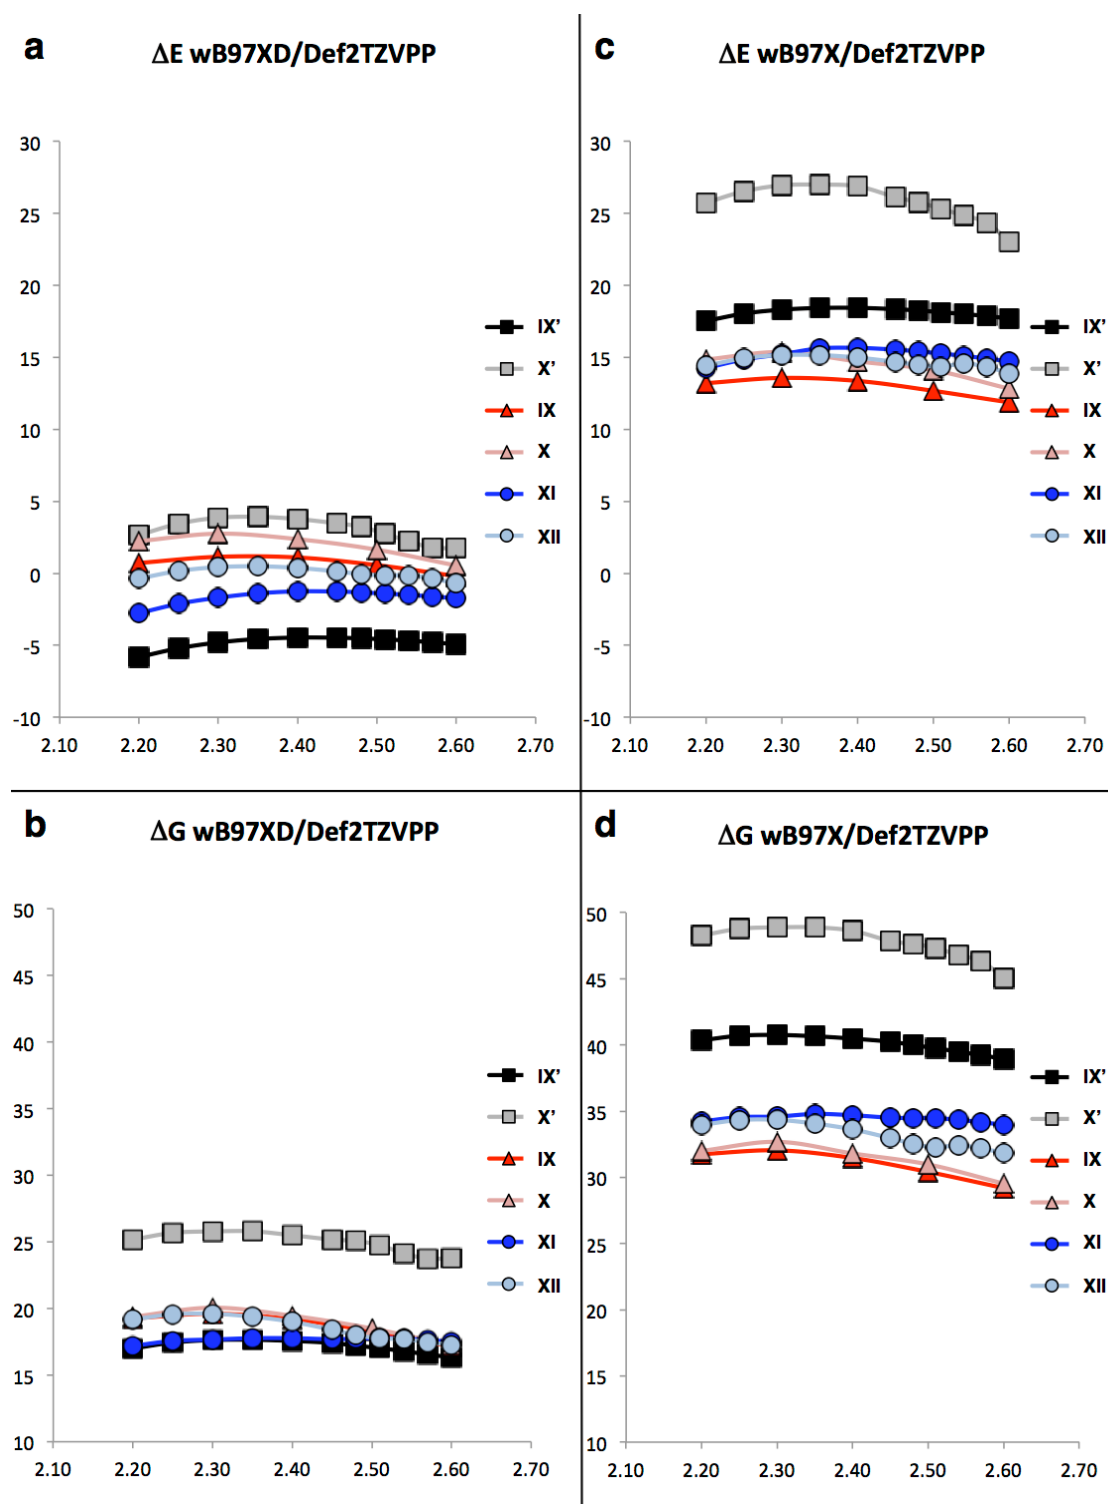 a
ΔE wB97XD/Def2TZVPP
30
25
20
15
10
5
0
-5
-10
2.10 2.20 2.30 2.40 2.50 2.60 2.70
IX'
X'
IX
X
XI
XII
c
ΔE wB97X/Def2TZVPP
30
25
20
15
10
5
0
-5
-10
2.10 2.20 2.30 2.40 2.50 2.60 2.70
IX'
X'
IX
X
XI
XII
b
ΔG wB97XD/Def2TZVPP
50
45
40
35
30
25
20
15
10
2.10 2.20 2.30 2.40 2.50 2.60 2.70
IX'
X'
IX
X
XI
XII
d
ΔG wB97X/Def2TZVPP
50
45
40
35
30
25
20
15
10
2.10 2.20 2.30 2.40 2.50 2.60 2.70
IX'
X'
IX
X
XI
XII